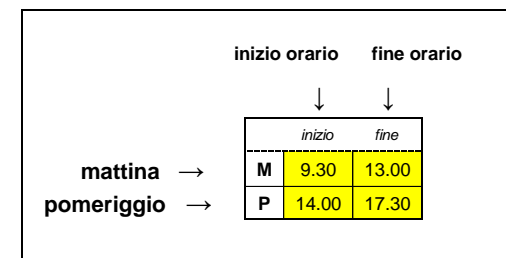 inizio orario fine orario
↓ ↓
inizio fine
mattina → M 9.30 13.00
pomeriggio → P 14.00 17.30